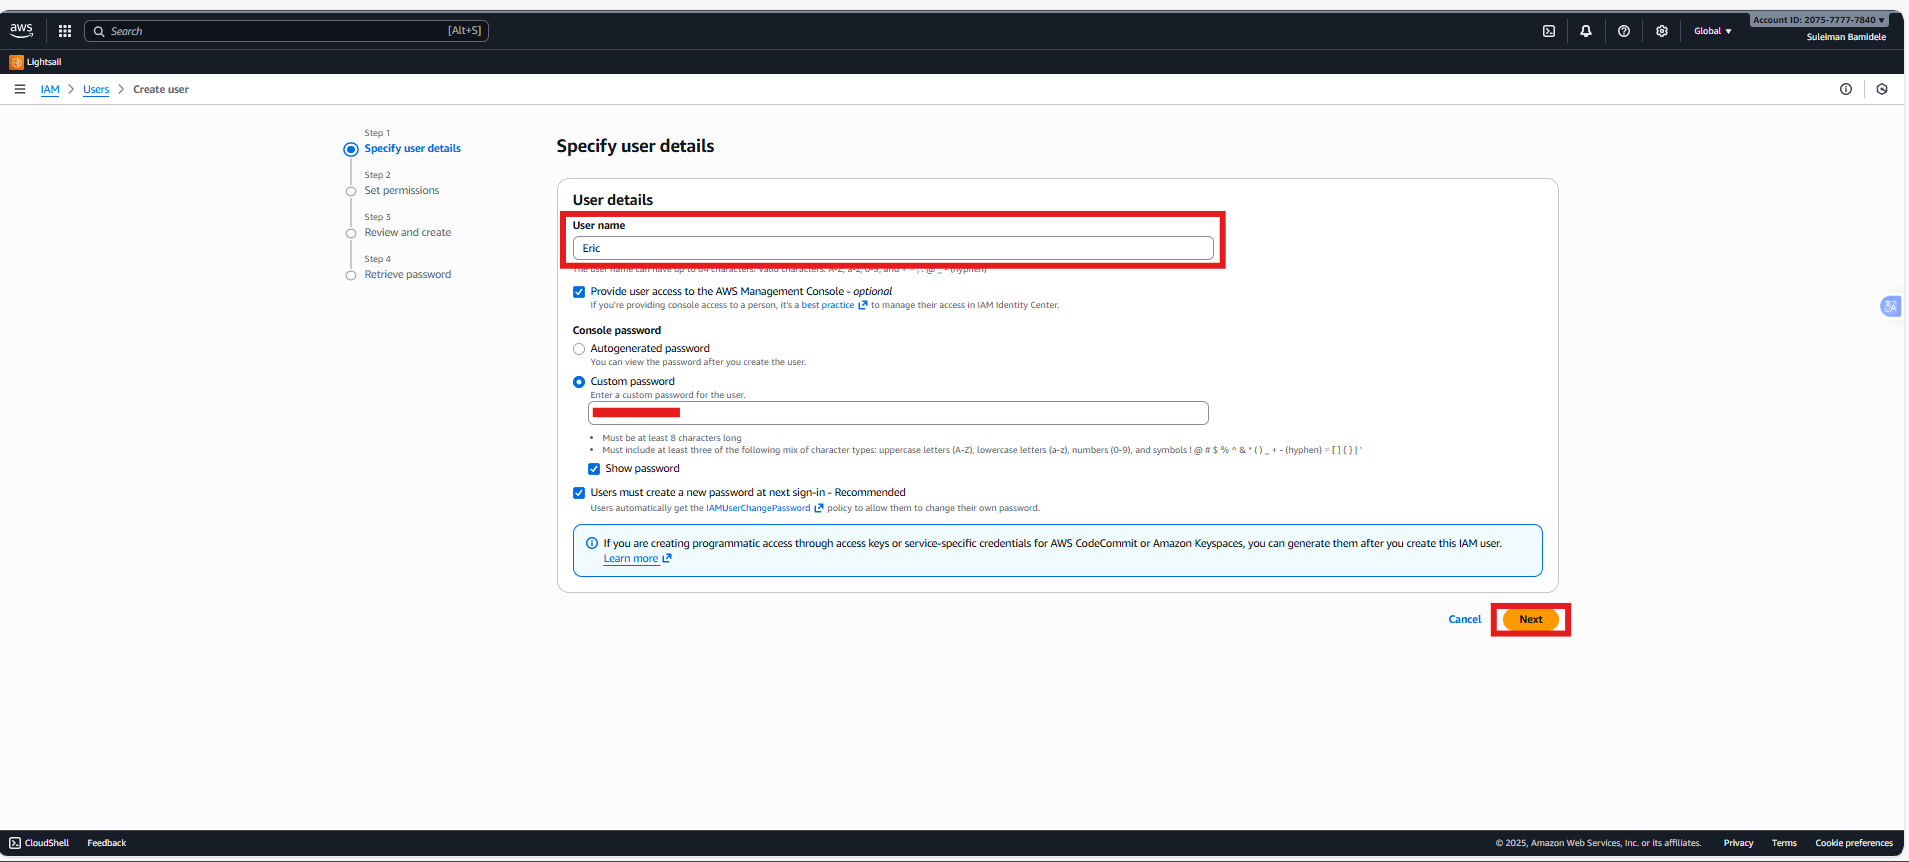 aws
Search
[Alt+S]
Global
Account ID: 2075-7777-7840
Suleiman Bamidele
Lightsail
IAM
Users
Create user
Step 1
Specify user details
Step 2
Set permissions
Step 3
Review and create
Step 4
Retrieve password
Specify user details
User details
User name
Eric
The user name can have up to 64 characters. Valid characters: A-Z, a-z, 0-9, and + = , . @ _ - (hyphen)
Provide user access to the AWS Management Console - optional
If you're providing console access to a person, it's a best practice to manage their access in IAM Identity Center.
Console password
Autogenerated password
You can view the password after you create the user.
Custom password
Enter a custom password for the user.
• Must be at least 8 characters long
• Must include at least three of the following mix of character types: uppercase letters (A-Z), lowercase letters (a-z), numbers (0-9), and symbols ! @ # $ % ^ & * ( ) _ + - (hyphen) = [ ] { } | '
Show password
Users must create a new password at next sign-in - Recommended
Users automatically get the IAMUserChangePassword policy to allow them to change their own password.
If you are creating programmatic access through access keys or service-specific credentials for AWS CodeCommit or Amazon Keyspaces, you can generate them after you create this IAM user.
Learn more
Cancel
Next
CloudShell
Feedback
© 2025, Amazon Web Services, Inc. or its affiliates.
Privacy
Terms
Cookie preferences